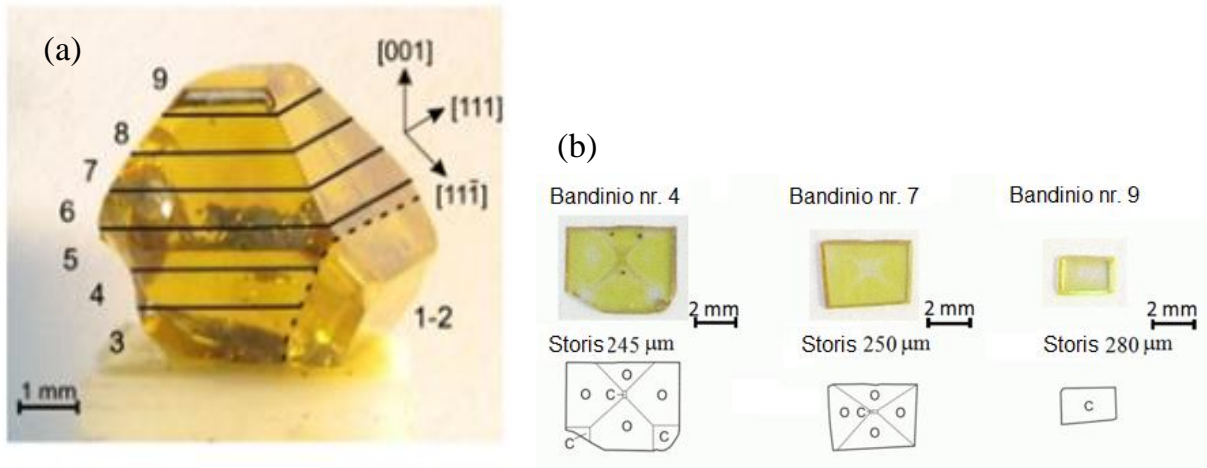 (a)
9
8
7
6
5
4
3
1-2
[001]
[111]
[11$\bar{1}$]
1 mm
(b)
Bandinio nr. 4
Bandinio nr. 7
Bandinio nr. 9
2 mm
2 mm
2 mm
Storis 245 μm
Storis 250 μm
Storis 280 μm
O
O C O
O
C C
O
O C O
O
C